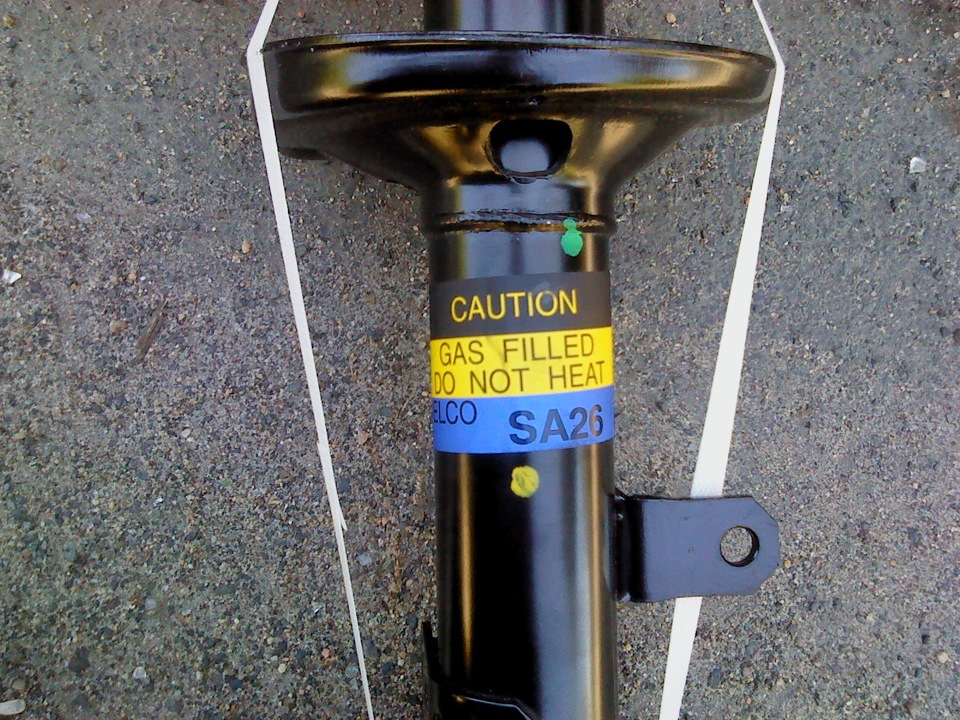 CAUTION
GAS FILLED
DO NOT HEAT
ELCO SA26